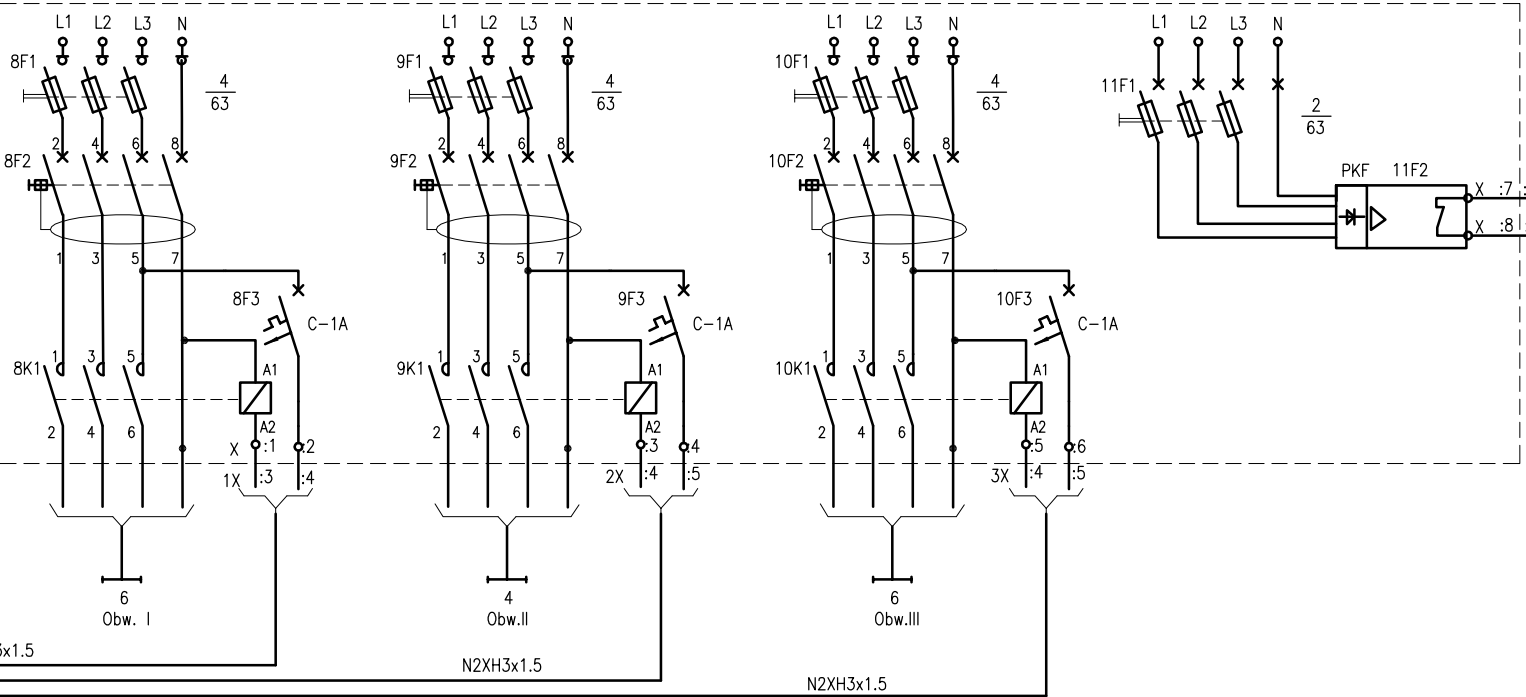 L1 L2 L3 N
L1 L2 L3 N
L1 L2 L3 N
L1 L2 L3 N
8F1
4
63
9F1
4
63
10F1
4
63
11F1
2
63
2 4 6 8
8F2
2 4 6 8
9F2
2 4 6 8
10F2
PKF 11F2
X :7
X :8
1 3 5 7
1 3 5 7
1 3 5 7
8F3
C-1A
9F3
C-1A
10F3
C-1A
8K1
1 3 5
A1
9K1
1 3 5
A1
10K1
1 3 5
A1
2 4 6
A2
2 4 6
A2
2 4 6
A2
X :1 :2
:3 :4
:5 :6
1X :3 :4
2X :4 :5
3X :4 :5
6
Obw. I
4
Obw.II
6
Obw.III
x1.5
N2XH3x1.5
N2XH3x1.5